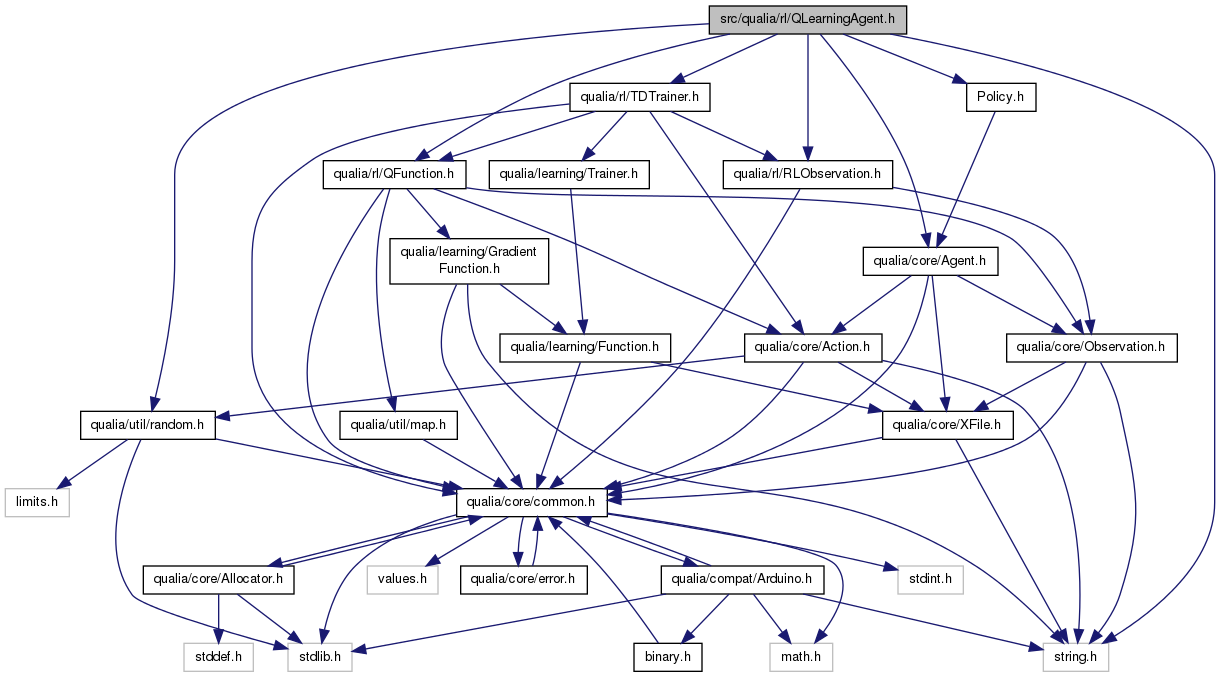 src/qualia/rl/QLearningAgent.h
qualia/rl/TDTrainer.h
Policy.h
qualia/rl/QFunction.h
qualia/learning/Trainer.h
qualia/rl/RLObservation.h
qualia/learning/Gradient
Function.h
qualia/core/Agent.h
qualia/learning/Function.h
qualia/core/Action.h
qualia/core/Observation.h
qualia/util/random.h
qualia/util/map.h
qualia/core/XFile.h
limits.h
qualia/core/common.h
qualia/core/Allocator.h
values.h
qualia/core/error.h
qualia/compat/Arduino.h
stdint.h
stddef.h
stdlib.h
binary.h
math.h
string.h